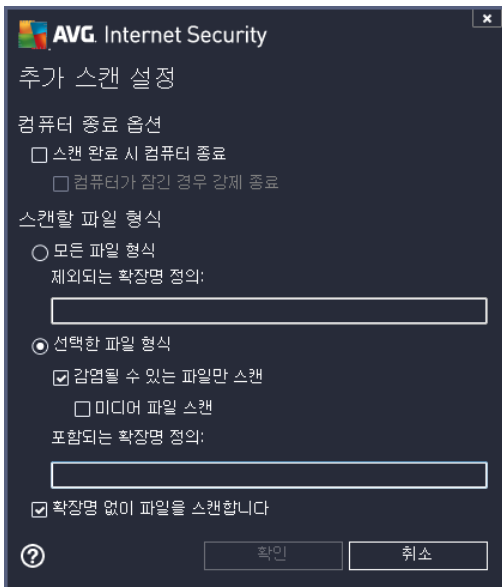 AVG. Internet Security
추가 스캔 설정
컴퓨터 종료 옵션
스캔 완료 시 컴퓨터 종료
컴퓨터가 잠긴 경우 강제 종료
스캔할 파일 형식
모든 파일 형식
제외되는 확장명 정의:
선택한 파일 형식
감염될 수 있는 파일만 스캔
미디어 파일 스캔
포함되는 확장명 정의:
확장명 없이 파일을 스캔합니다
확인
취소